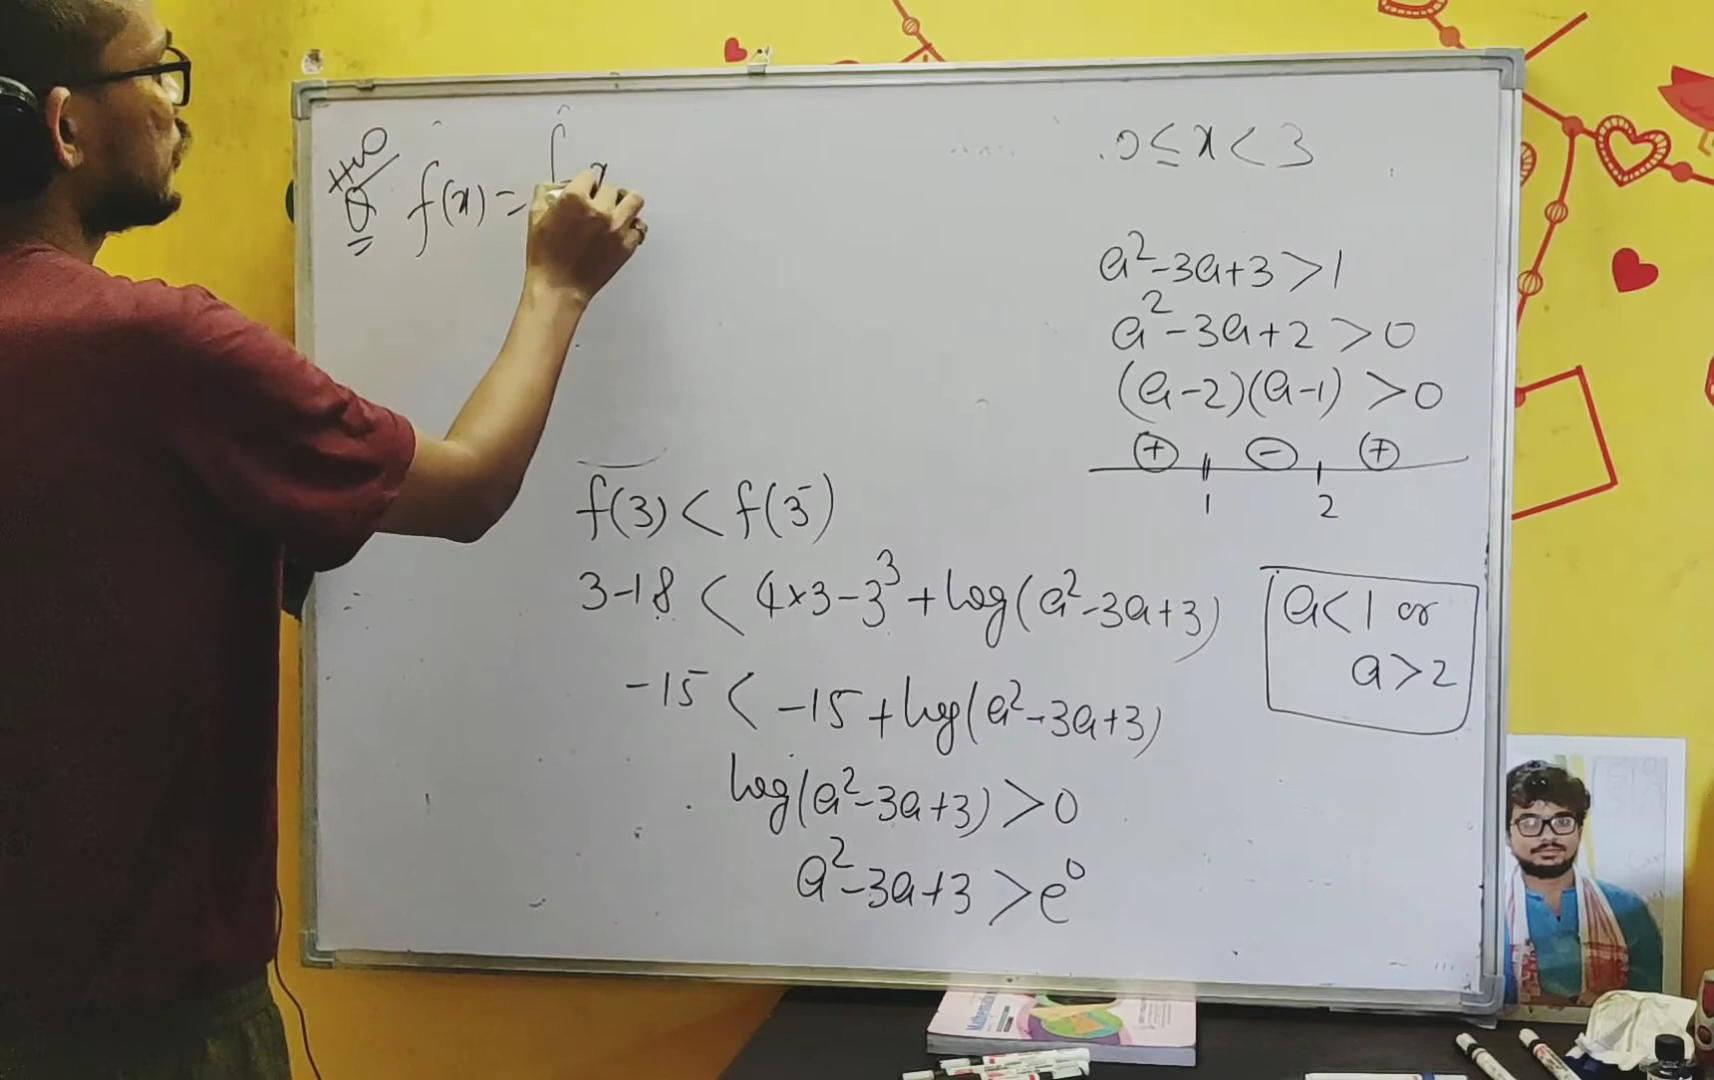 HW
Q f(x) =
0 ≤ x < 3
a²-3a+3 > 1
a²-3a+2 > 0
(a-2)(a-1) > 0
+ - +
1 2
f(3) < f(3⁻)
3-18 < 4×3-3³+log(a²-3a+3)
-15 < -15+log(a²-3a+3)
log(a²-3a+3) > 0
a²-3a+3 > e⁰
a<1 or
a>2
Mathematics